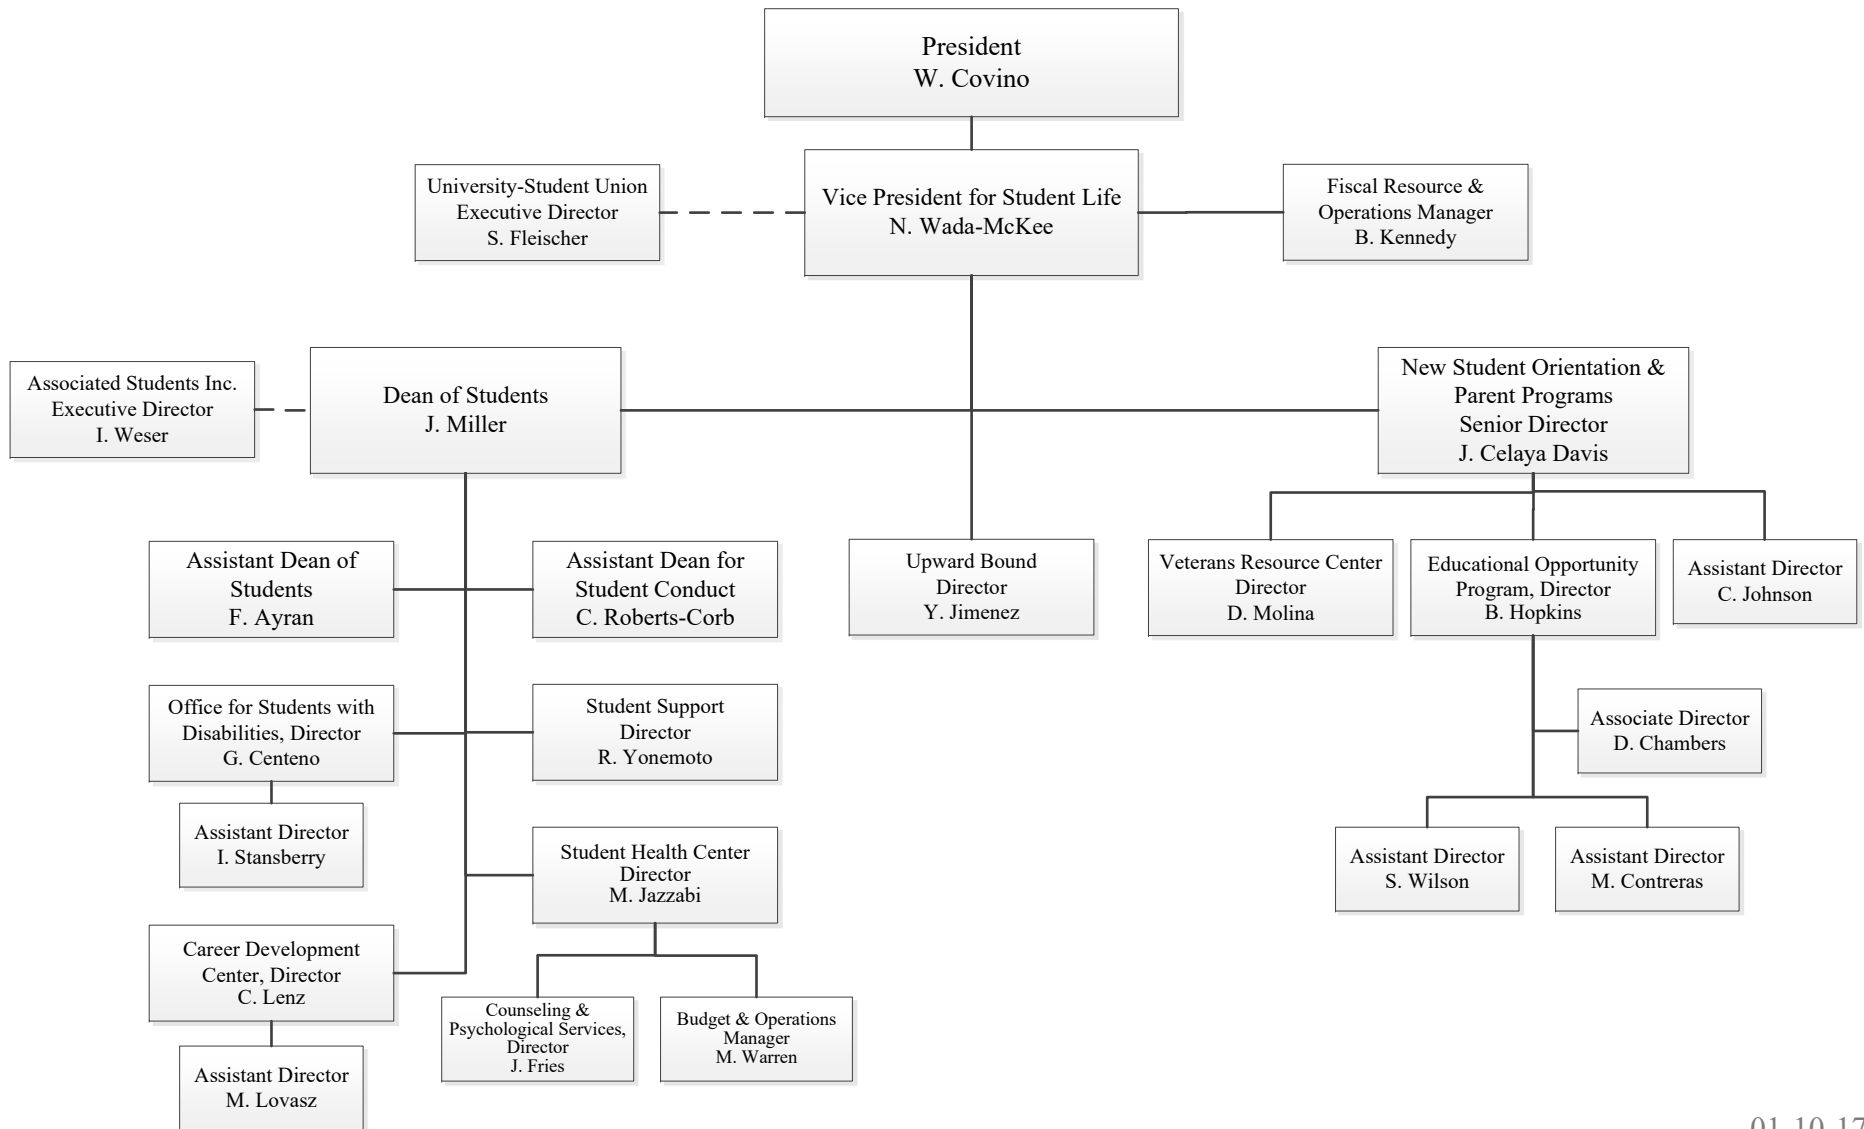 President
W. Covino
University-Student Union
Executive Director
S. Fleischer
Vice President for Student Life
N. Wada-McKee
Fiscal Resource &
Operations Manager
B. Kennedy
Associated Students Inc.
Executive Director
I. Weser
Dean of Students
J. Miller
New Student Orientation &
Parent Programs
Senior Director
J. Celaya Davis
Assistant Dean of
Students
F. Ayran
Assistant Dean for
Student Conduct
C. Roberts-Corb
Upward Bound
Director
Y. Jimenez
Veterans Resource Center
Director
D. Molina
Educational Opportunity
Program, Director
B. Hopkins
Assistant Director
C. Johnson
Office for Students with
Disabilities, Director
G. Centeno
Student Support
Director
R. Yonemoto
Associate Director
D. Chambers
Assistant Director
I. Stansberry
Student Health Center
Director
M. Jazzabi
Assistant Director
S. Wilson
Assistant Director
M. Contreras
Career Development
Center, Director
C. Lenz
Counseling &
Psychological Services,
Director
J. Fries
Budget & Operations
Manager
M. Warren
Assistant Director
M. Lovasz
01-10-17